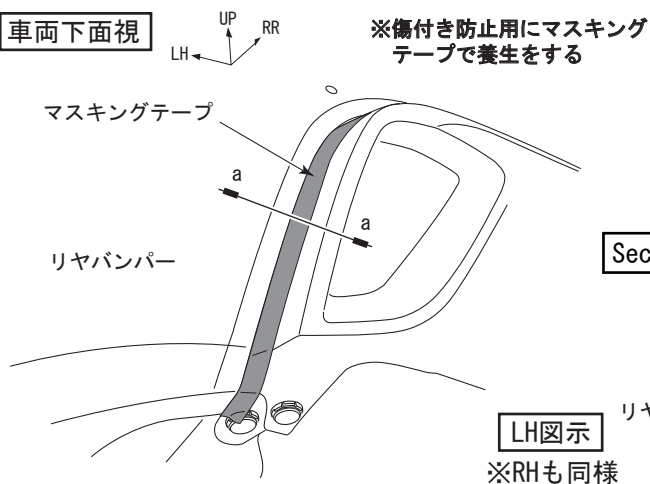 車両下面視
UP
RR
LH
※傷付き防止用にマスキング
テープで養生をする
マスキングテープ
a
a
リヤバンパー
Sec
LH図示
リヤ
※RHも同様